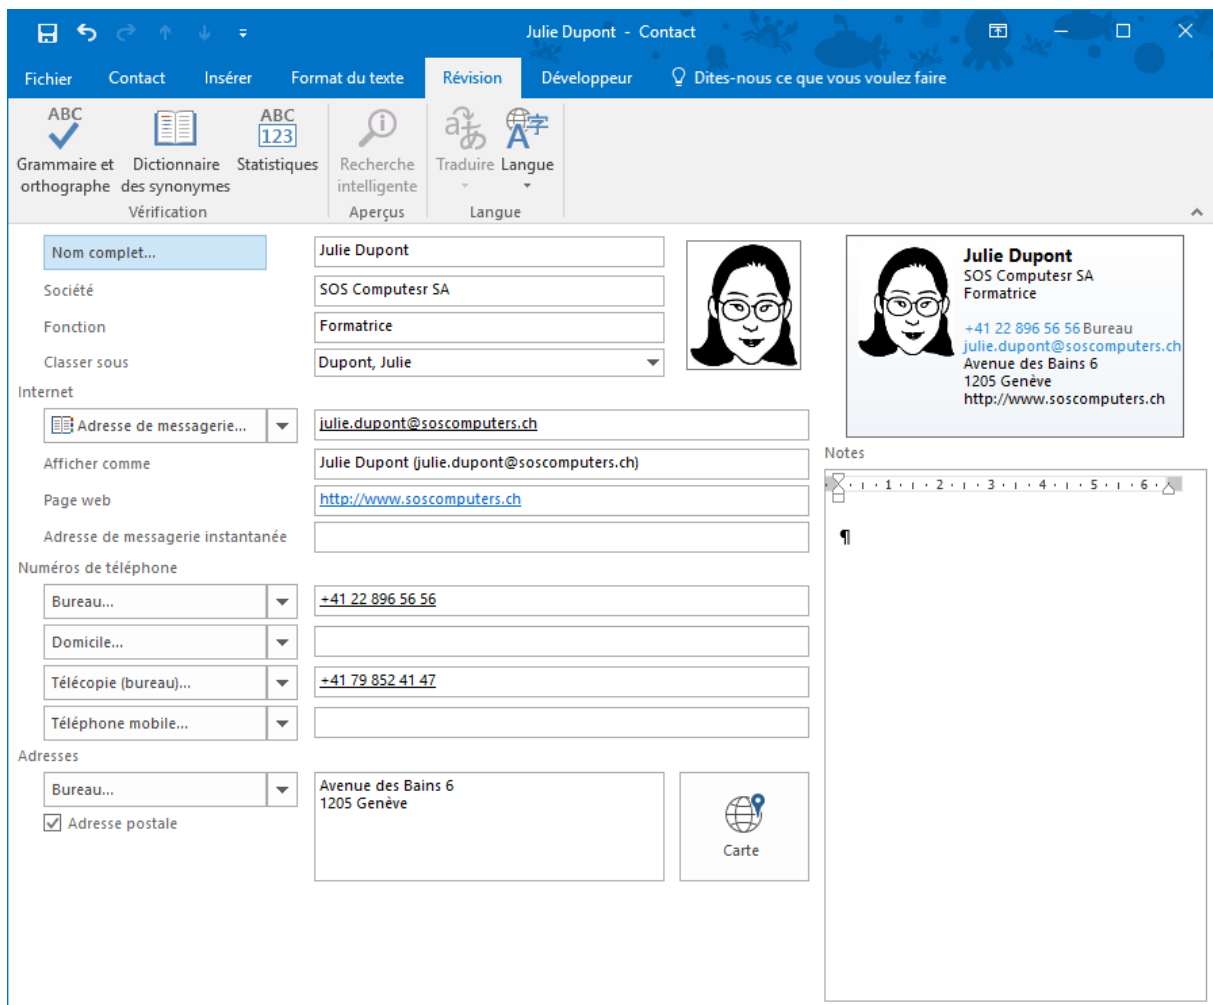 Julie Dupont - Contact
Fichier Contact Insérer Format du texte Révision Développeur Dites-nous ce que vous voulez faire
ABC ABC
123
Grammaire et Dictionnaire Statistiques Recherche Traduire Langue
orthographe des synonymes intelligente
Vérification Aperçus Langue
Nom complet... Julie Dupont
Société SOS Computesr SA
Fonction Formatrice
Classer sous Dupont, Julie
Julie Dupont
SOS Computesr SA
Formatrice
+41 22 896 56 56 Bureau
julie.dupont@soscomputers.ch
Avenue des Bains 6
1205 Genève
http://www.soscomputers.ch
Internet
Adresse de messagerie... julie.dupont@soscomputers.ch
Afficher comme Julie Dupont (julie.dupont@soscomputers.ch)
Page web http://www.soscomputers.ch
Adresse de messagerie instantanée
Notes
1 2 3 4 5 6
¶
Numéros de téléphone
Bureau... +41 22 896 56 56
Domicile...
Télécopie (bureau)... +41 79 852 41 47
Téléphone mobile...
Adresses
Bureau... Avenue des Bains 6
1205 Genève
Adresse postale
Carte